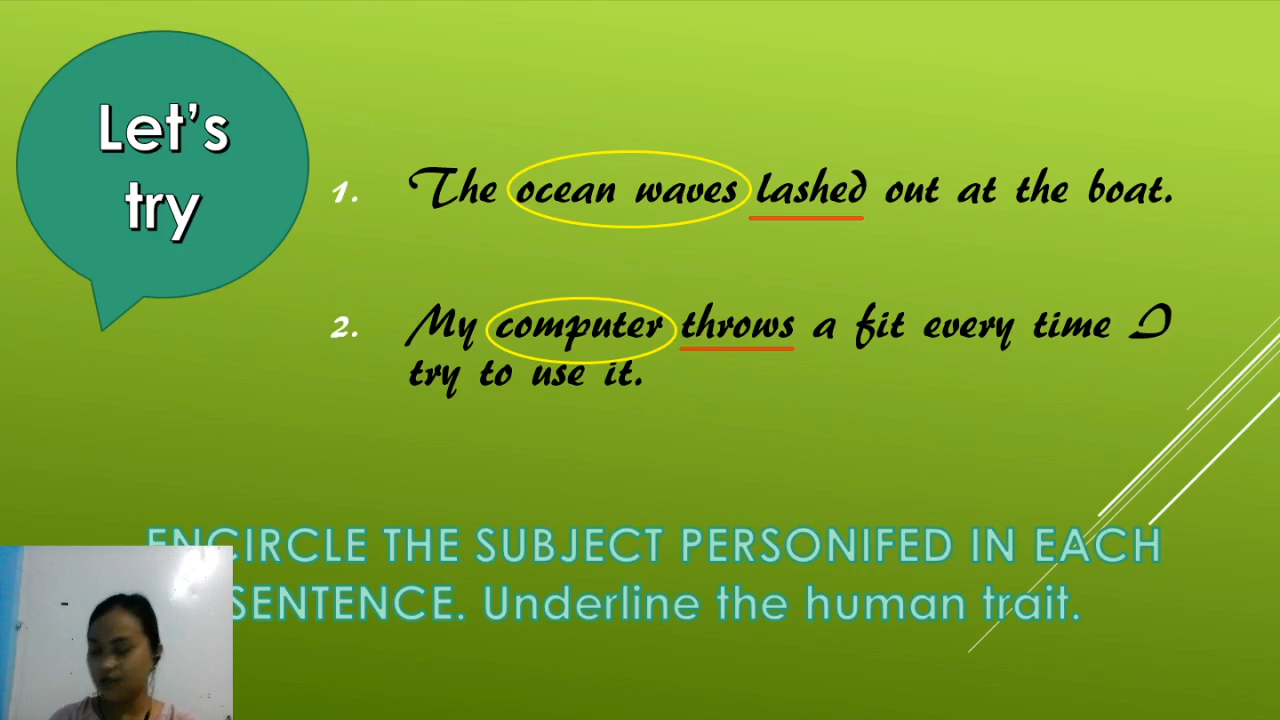 Let's
try
1. The ocean waves lashed out at the boat.
2. My computer throws a fit every time I
try to use it.
ENCIRCLE THE SUBJECT PERSONIFED IN EACH
SENTENCE. Underline the human trait.